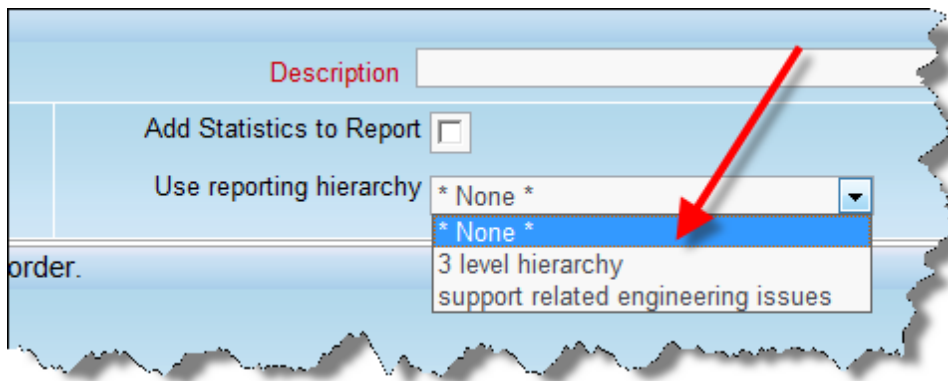 Description
Add Statistics to Report
Use reporting hierarchy * None *
* None *
3 level hierarchy
order.
support related engineering issues